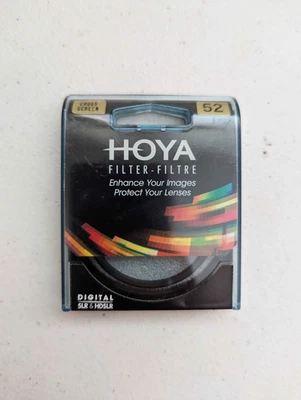 CROSS
SCREEN
52
HOYA
FILTER-FILTRE
Enhance Your Images
Protect Your Lenses
DIGITAL
SLR & HDSLR